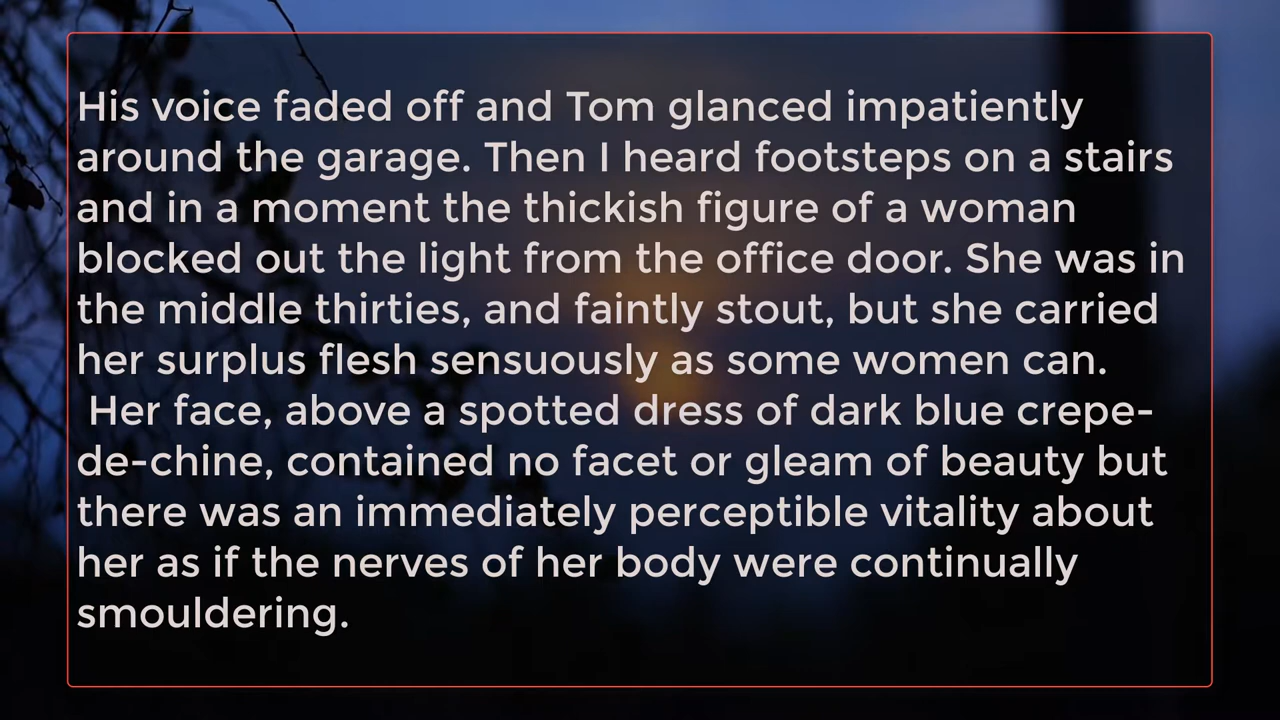 His voice faded off and Tom glanced impatiently
around the garage. Then I heard footsteps on a stairs
and in a moment the thickish figure of a woman
blocked out the light from the office door. She was in
the middle thirties, and faintly stout, but she carried
her surplus flesh sensuously as some women can.
Her face, above a spotted dress of dark blue crepe-
de-chine, contained no facet or gleam of beauty but
there was an immediately perceptible vitality about
her as if the nerves of her body were continually
smouldering.